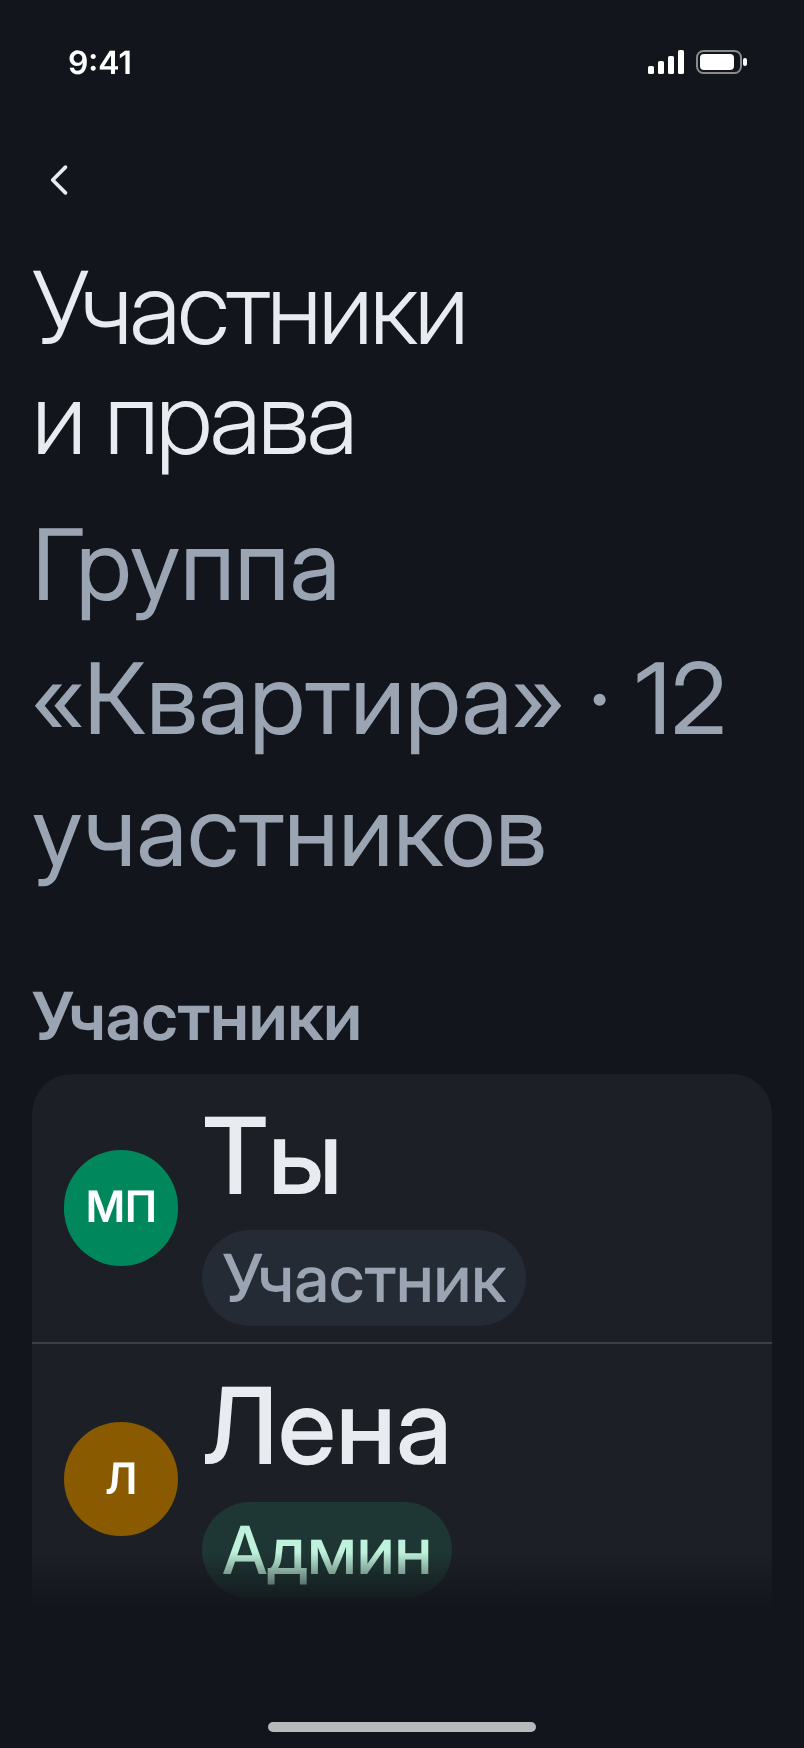 9:41
Участники
и права
Группа
«Квартира» · 12
участников
Участники
МП
Ты
Участник
Л
Лена
Админ